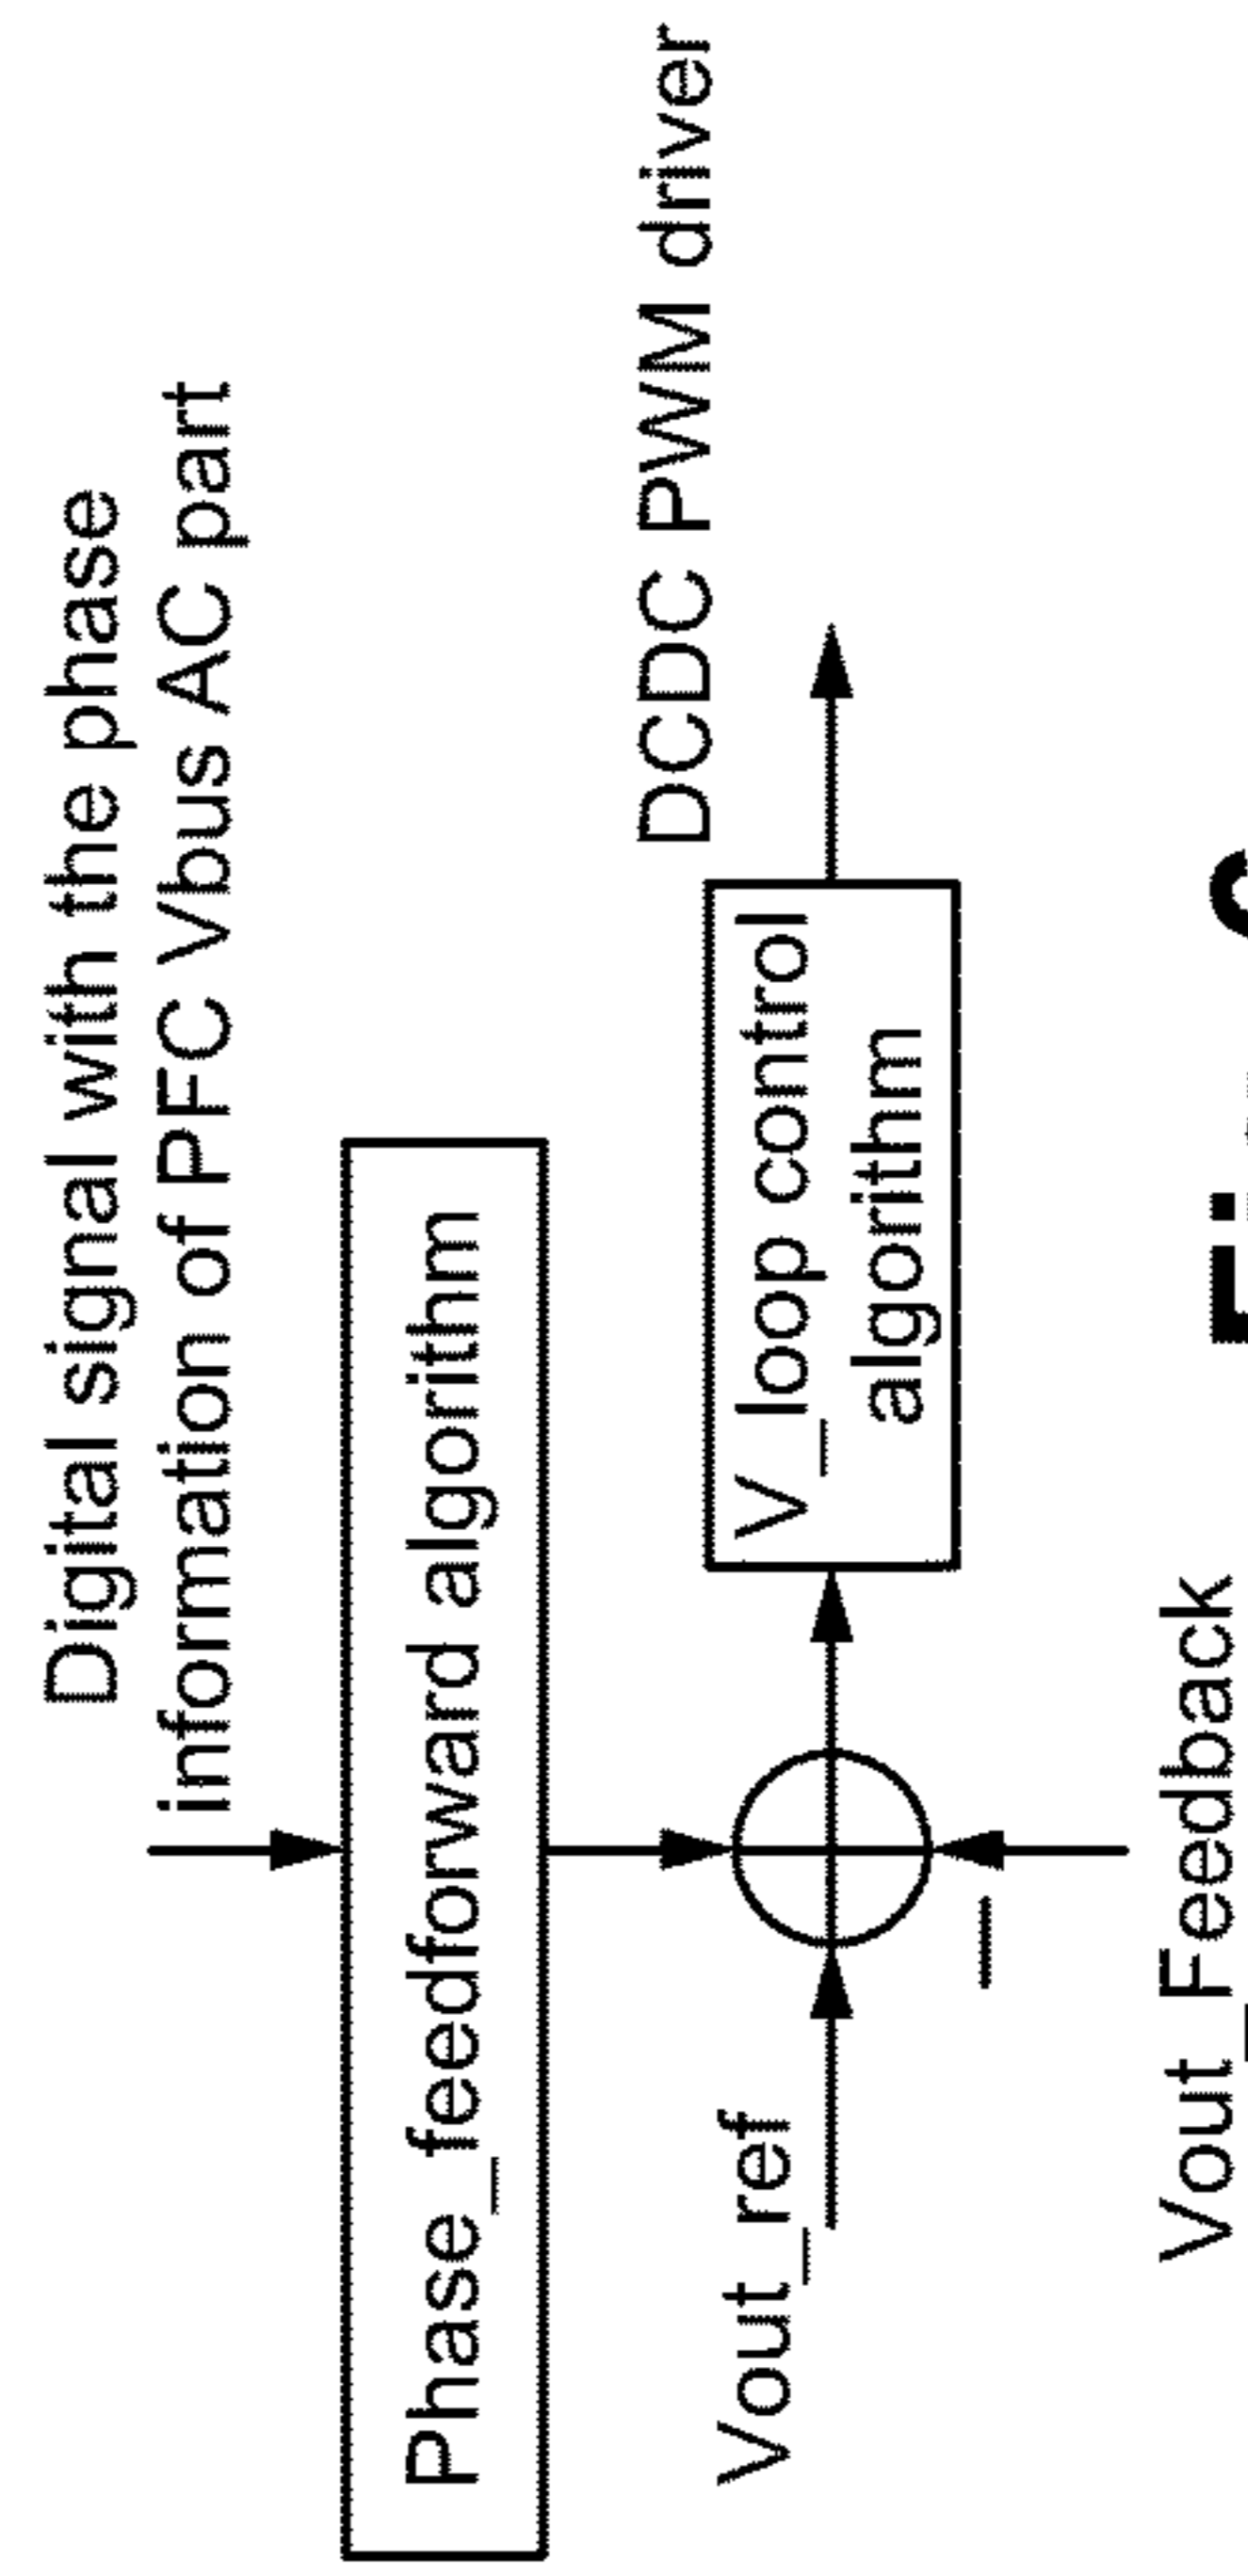 Digital signal with the phase
information of PFC Vbus AC part
Phase_feedforward algorithm
DCDC PWM driver
Vout_ref
V_loop control
algorithm
Vout_Feedback